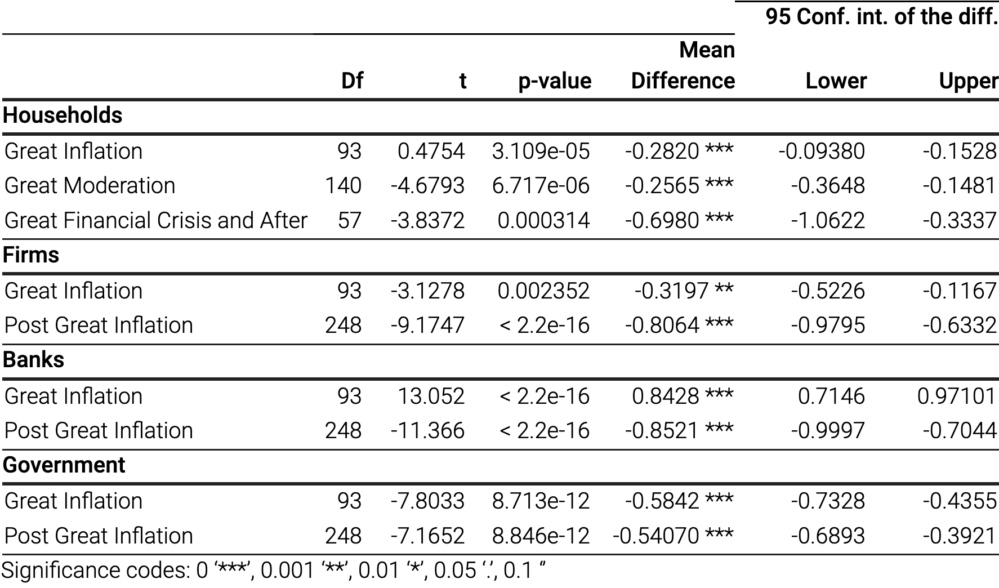 95 Conf. int. of the diff.
Mean
Df t p-value Difference Lower Upper
Households
Great Inflation 93 0.4754 3.109e-05 -0.2820 *** -0.09380 -0.1528
Great Moderation 140 -4.6793 6.717e-06 -0.2565 *** -0.3648 -0.1481
Great Financial Crisis and After 57 -3.8372 0.000314 -0.6980 *** -1.0622 -0.3337
Firms
Great Inflation 93 -3.1278 0.002352 -0.3197 ** -0.5226 -0.1167
Post Great Inflation 248 -9.1747 < 2.2e-16 -0.8064 *** -0.9795 -0.6332
Banks
Great Inflation 93 13.052 < 2.2e-16 0.8428 *** 0.7146 0.97101
Post Great Inflation 248 -11.366 < 2.2e-16 -0.8521 *** -0.9997 -0.7044
Government
Great Inflation 93 -7.8033 8.713e-12 -0.5842 *** -0.7328 -0.4355
Post Great Inflation 248 -7.1652 8.846e-12 -0.54070 *** -0.6893 -0.3921
Significance codes: 0 ‘***’, 0.001 ‘**’, 0.01 ‘*’, 0.05 ‘.’, 0.1 ‘’